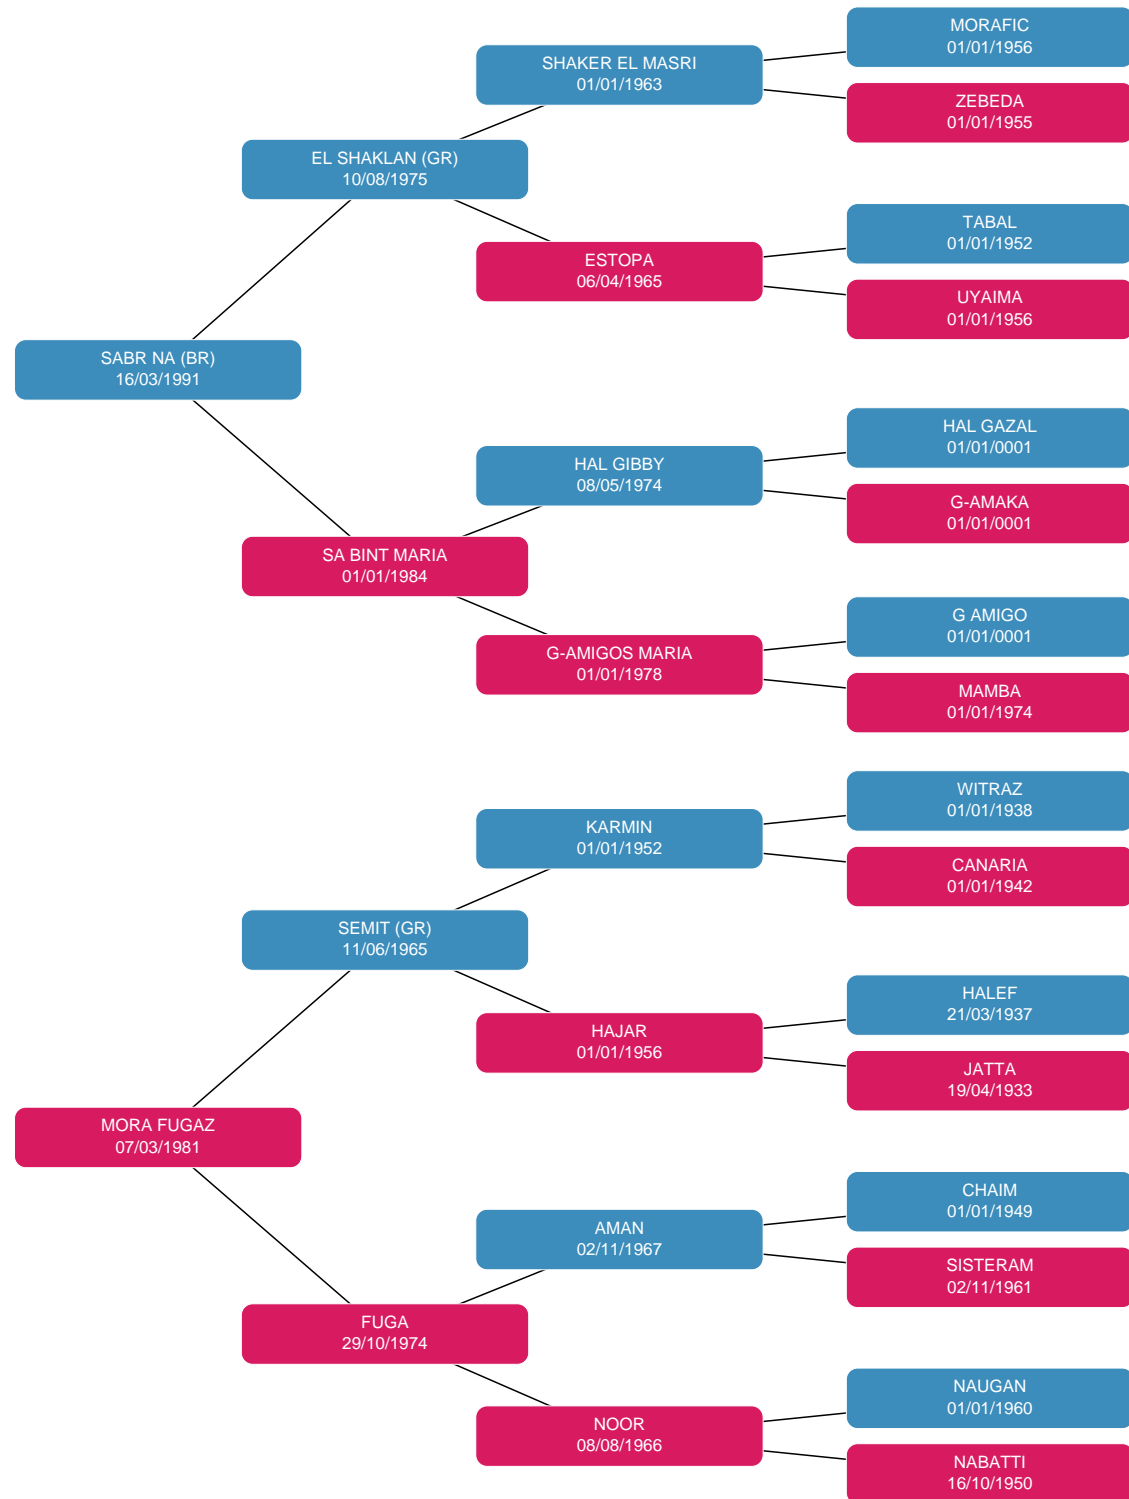 MORAFIC
01/01/1956
SHAKER EL MASRI
01/01/1963
ZEBEDA
01/01/1955
EL SHAKLAN (GR)
10/08/1975
TABAL
01/01/1952
ESTOPA
06/04/1965
UYAIMA
01/01/1956
SABR NA (BR)
16/03/1991
HAL GAZAL
01/01/0001
HAL GIBBY
08/05/1974
G-AMAKA
01/01/0001
SA BINT MARIA
01/01/1984
G AMIGO
01/01/0001
G-AMIGOS MARIA
01/01/1978
MAMBA
01/01/1974
WITRAZ
01/01/1938
KARMIN
01/01/1952
CANARIA
01/01/1942
SEMIT (GR)
11/06/1965
HALEF
21/03/1937
HAJAR
01/01/1956
JATTA
19/04/1933
MORA FUGAZ
07/03/1981
CHAIM
01/01/1949
AMAN
02/11/1967
SISTERAM
02/11/1961
FUGA
29/10/1974
NAUGAN
01/01/1960
NOOR
08/08/1966
NABATTI
16/10/1950